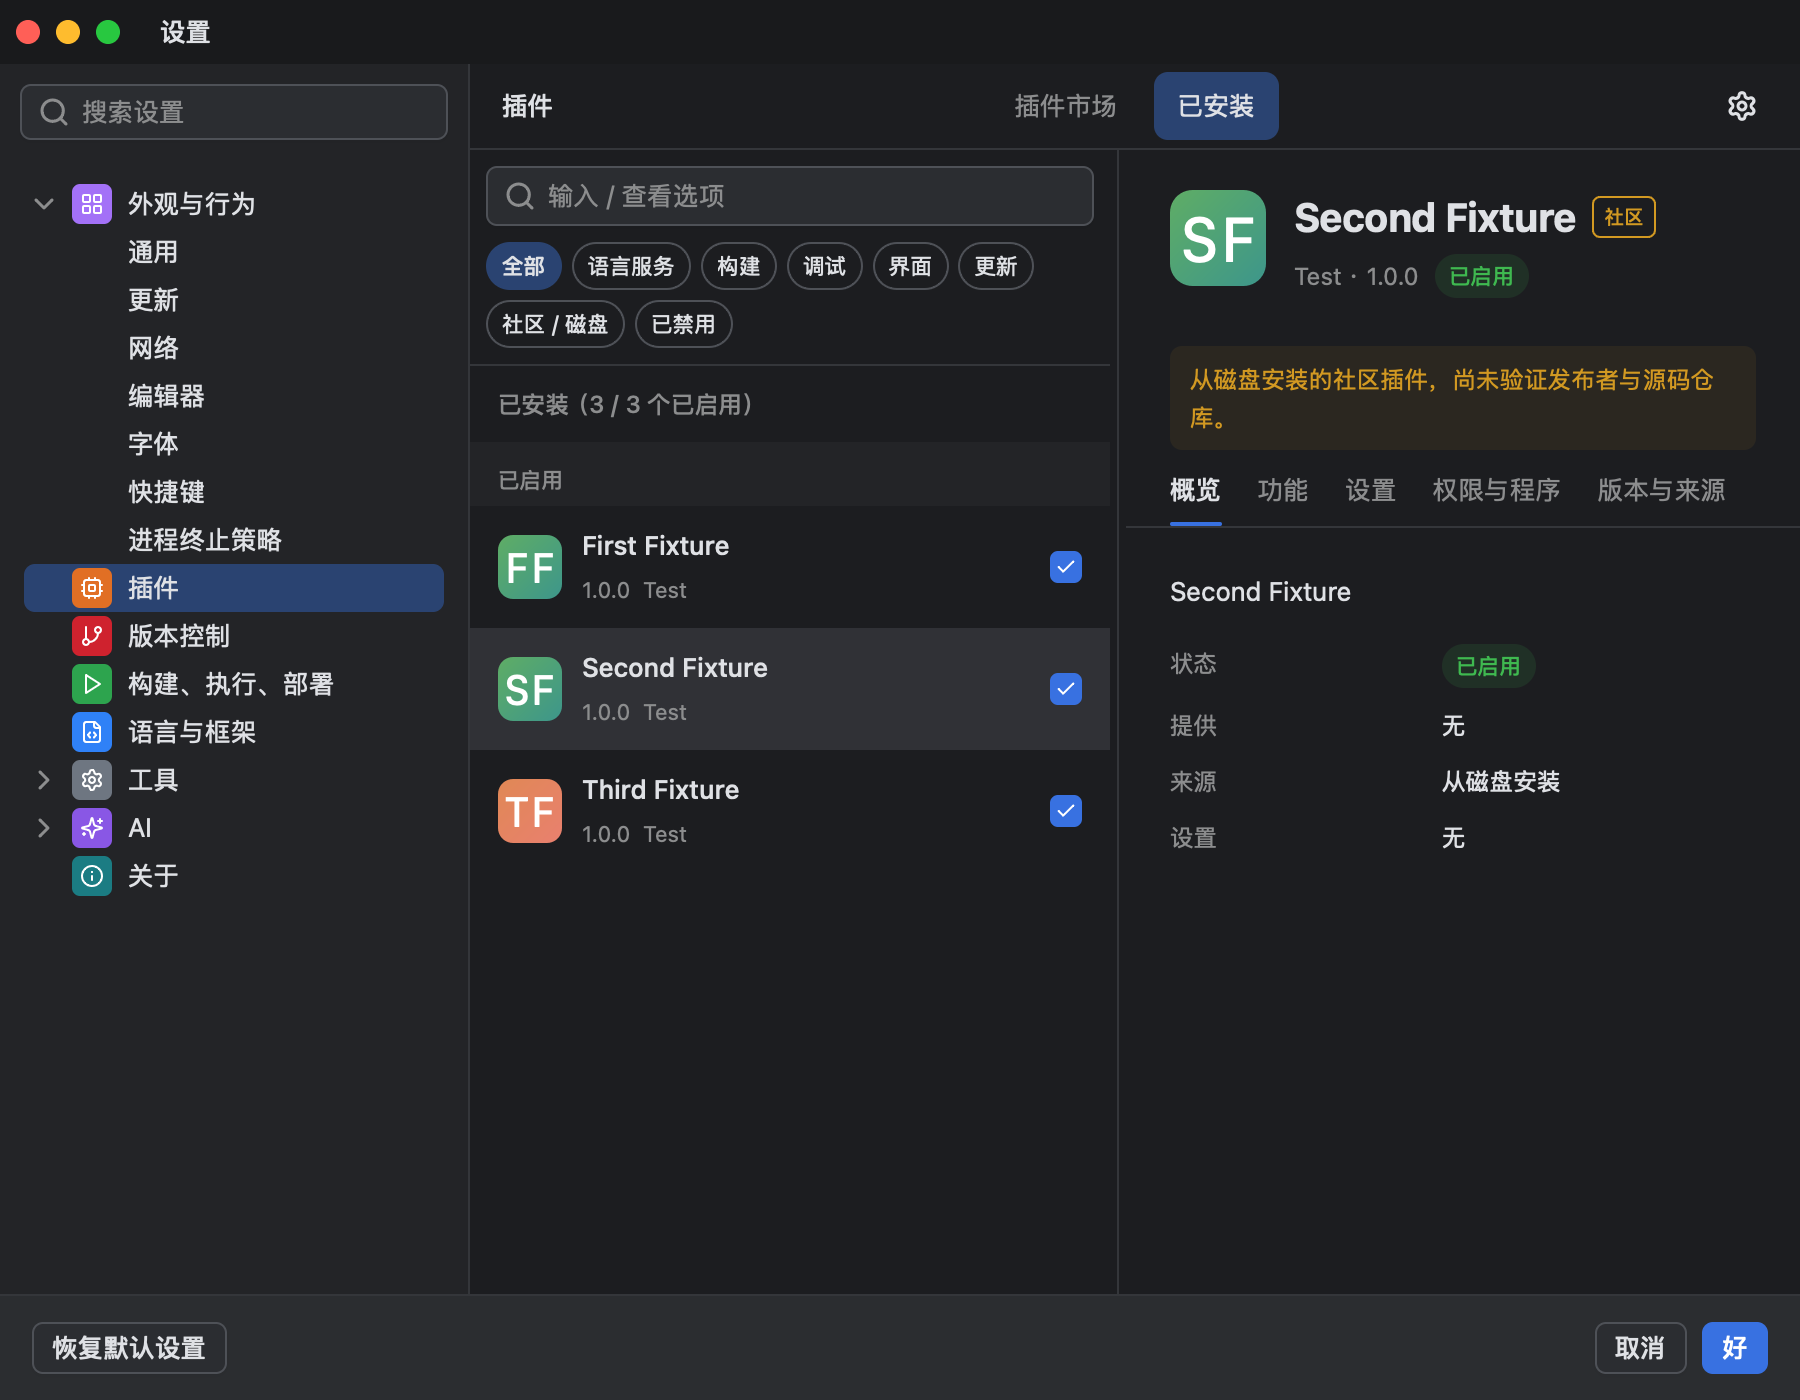 设置
搜索设置
外观与行为
通用
更新
网络
编辑器
字体
快捷键
进程终止策略
插件
版本控制
构建、执行、部署
语言与框架
工具
AI
关于
插件
插件市场
已安装
输入 / 查看选项
全部 语言服务 构建 调试 界面 更新
社区 / 磁盘 已禁用
已安装（3 / 3 个已启用）
已启用
FF
First Fixture
1.0.0 Test
SF
Second Fixture
1.0.0 Test
TF
Third Fixture
1.0.0 Test
SF
Second Fixture 社区
Test · 1.0.0 已启用
从磁盘安装的社区插件，尚未验证发布者与源码仓
库。
概览 功能 设置 权限与程序 版本与来源
Second Fixture
状态 已启用
提供 无
来源 从磁盘安装
设置 无
恢复默认设置
取消
好